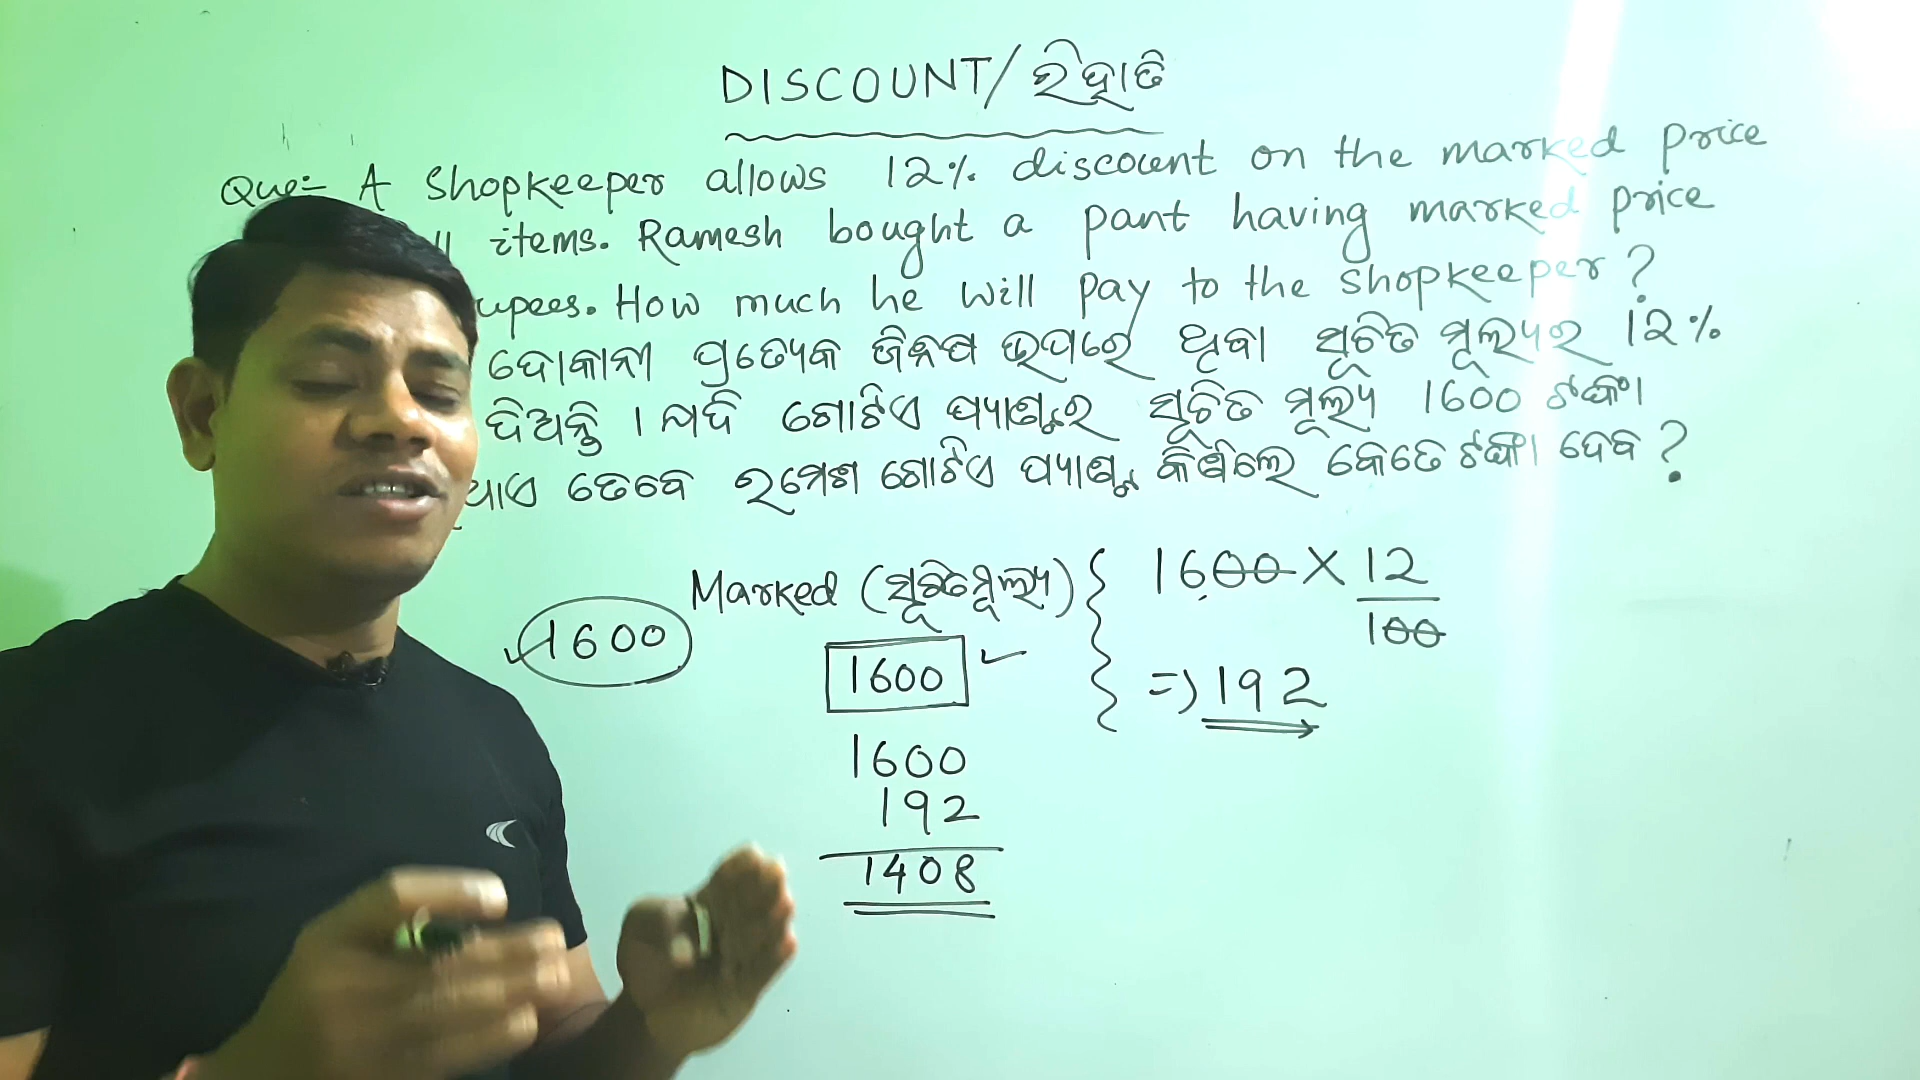 DISCOUNT/ ରିହାତି
Que:- A Shopkeeper allows 12% discount on the marked price
items. Ramesh bought a pant having marked price
upees. How much he will pay to the shopkeeper?
ଦୋକାନୀ ପ୍ରତ୍ୟେକ ଜିନିଷ ଉପରେ ଥିବା ସୂଚିତ ମୂଲ୍ୟର 12%
ଦିଅନ୍ତି । ଯଦି ଗୋଟିଏ ପ୍ୟାଣ୍ଟର ସୂଚିତ ମୂଲ୍ୟ 1600 ଟଙ୍କା
ଥାଏ ତେବେ ରମେଶ ଗୋଟିଏ ପ୍ୟାଣ୍ଟ କିଣିଲେ କେତେ ଟଙ୍କା ଦେବ ?
Marked (ସୂଚିତମୂଲ୍ୟ)
1600
1600
1600
192
1408
1600 X 12
100
=> 192